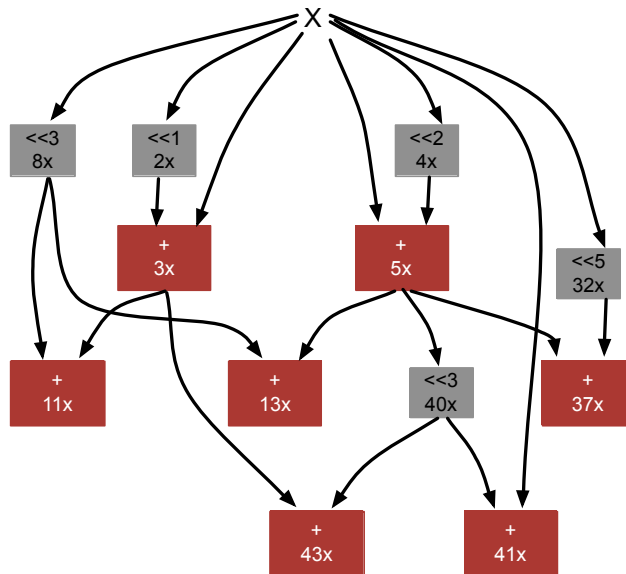 X
<<3
8x
<<1
2x
<<2
4x
+
3x
+
5x
<<5
32x
+
11x
+
13x
<<3
40x
+
37x
+
43x
+
41x